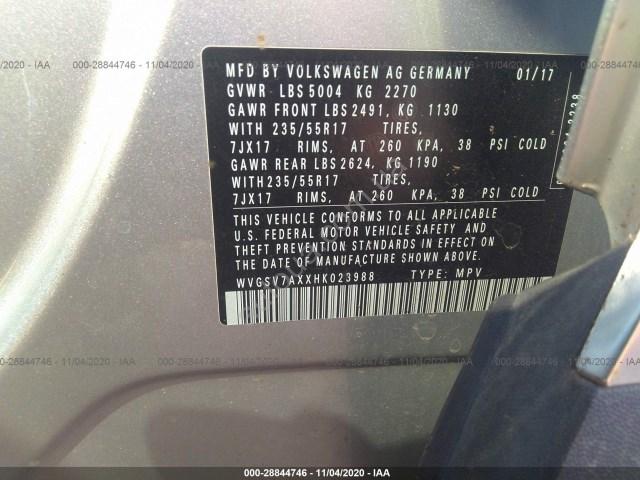 000-28844746 - 11/04/2020 - IAA
MFD BY VOLKSWAGEN AG GERMANY 01/17
GVWR LBS 5004 KG 2270
GAWR FRONT LBS 2491, KG 1130
WITH 235/55R17 TIRES,
7JX17 RIMS, AT 260 KPA, 38 PSI COLD
GAWR REAR LBS 2624, KG 1190
WITH 235/55R17 TIRES,
7JX17 RIMS, AT 260 KPA, 38 PSI COLD
THIS VEHICLE CONFORMS TO ALL APPLICABLE
U.S. FEDERAL MOTOR VEHICLE SAFETY AND
THEFT PREVENTION STANDARDS IN EFFECT ON
THE DATE OF MANUFACTURE SHOWN ABOVE.
WVGSV7AXXHK023988 TYPE: MPV
000-28844746 - 11/04/2020 - IAA